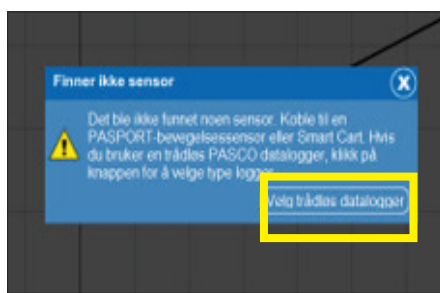 Finner ikke sensor
Det ble ikke funnet noen sensor. Koble til en
PASPORT-bevegelsessensor eller Smart Cart. Hvis
du bruker en trådløs PASCO datalogger, klikk på
knappen for å velge type logger.
Velg trådløs datalogger